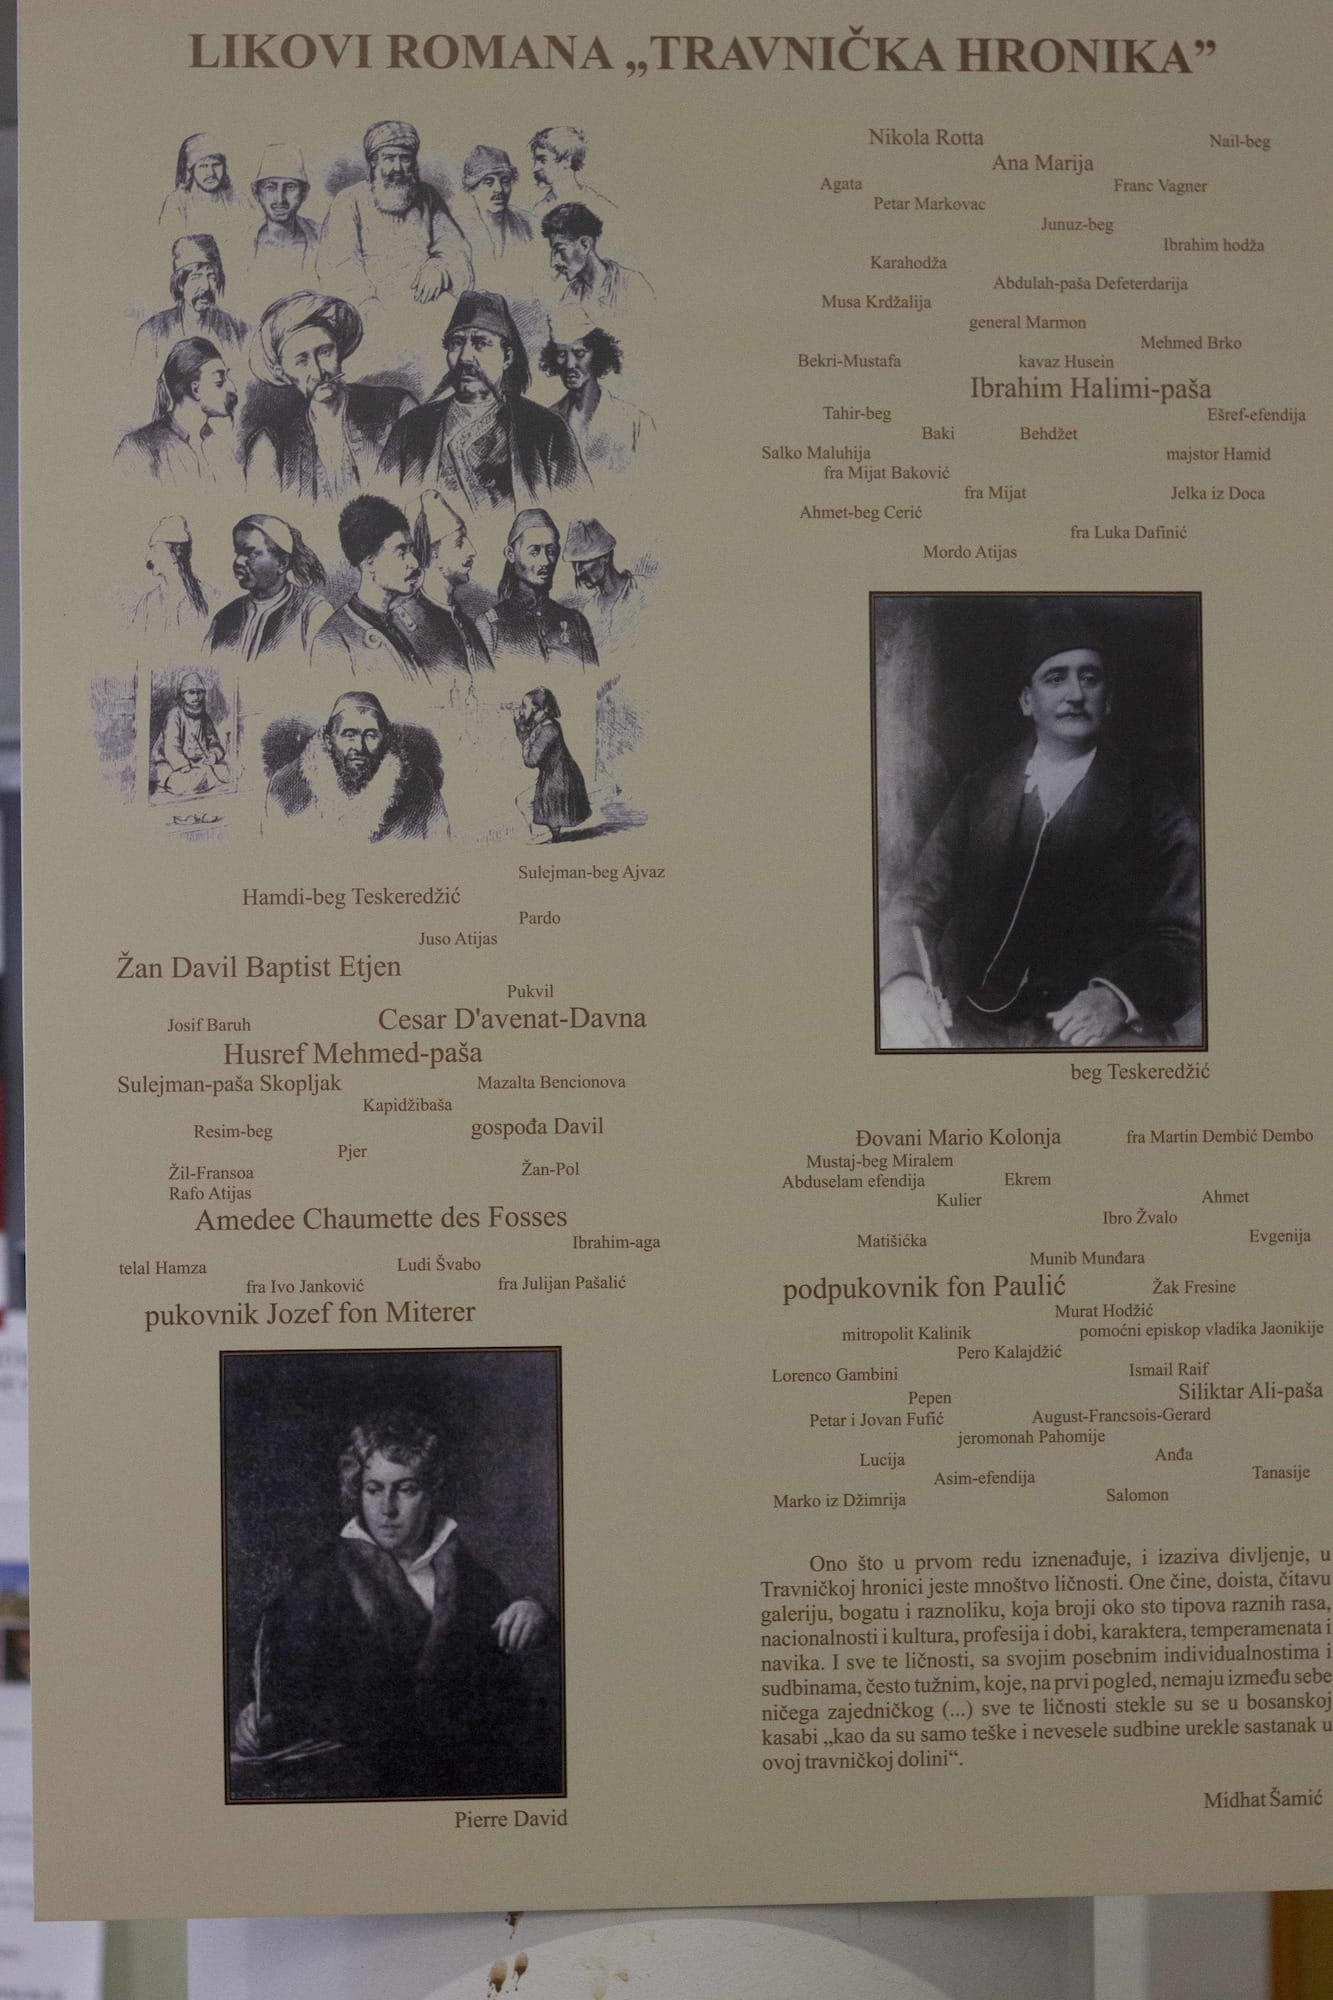 LIKOVI ROMANA „TRAVNIČKA HRONIKA”
Sulejman-beg Ajvaz
Hamdi-beg Teskeredžić
Pardo
Juso Atijas
Žan Davil Baptist Etjen
Pukvil
Josif Baruh
Cesar D'avenat-Davna
Husref Mehmed-paša
Sulejman-paša Skopljak
Mazalta Bencionova
Kapidžibaša
Resim-beg
gospođa Davil
Pjer
Žil-Fransoa
Žan-Pol
Rafo Atijas
Amedee Chaumette des Fosses
Ibrahim-aga
telal Hamza
Ludi Švabo
fra Ivo Janković
fra Julijan Pašalić
pukovnik Jozef fon Miterer
Pierre David
Nikola Rotta
Nail-beg
Ana Marija
Agata
Franc Vagner
Petar Markovac
Junuz-beg
Ibrahim hodža
Karahodža
Abdulah-paša Defeterdarija
Musa Krdžalija
general Marmon
Mehmed Brko
Bekri-Mustafa
kavaz Husein
Ibrahim Halimi-paša
Tahir-beg
Ešref-efendija
Baki
Behdžet
Salko Maluhija
majstor Hamid
fra Mijat Baković
fra Mijat
Jelka iz Doca
Ahmet-beg Cerić
fra Luka Dafinić
Mordo Atijas
beg Teskeredžić
Đovani Mario Kolonja
fra Martin Dembić Dembo
Mustaj-beg Miralem
Abduselam efendija
Ekrem
Kulier
Ahmet
Ibro Žvalo
Matišićka
Evgenija
Munib Munđara
podpukovnik fon Paulić
Žak Fresine
Murat Hodžić
mitropolit Kalinik
pomoćni episkop vladika Jaonikije
Pero Kalajdžić
Lorenco Gambini
Ismail Raif
Pepen
Siliktar Ali-paša
Petar i Jovan Fufić
August-Francsois-Gerard
jeromonah Pahomije
Lucija
Anđa
Asim-efendija
Tanasije
Marko iz Džimrija
Salomon
Ono što u prvom redu iznenađuje, i izaziva divljenje, u
Travničkoj hronici jeste mnoštvo ličnosti. One čine, doista, čitavu
galeriju, bogatu i raznoliku, koja broji oko sto tipova raznih rasa,
nacionalnosti i kultura, profesija i dobi, karaktera, temperamenata i
navika. I sve te ličnosti, sa svojim posebnim individualnostima i
sudbinama, često tužnim, koje, na prvi pogled, nemaju između sebe
ničega zajedničkog (...) sve te ličnosti stekle su se u bosanskoj
kasabi „kao da su samo teške i nevesele sudbine urekle sastanak u
ovoj travničkoj dolini“.
Midhat Šamić